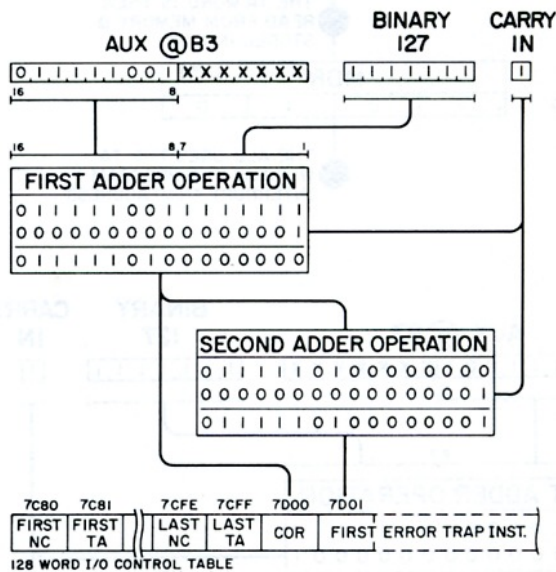 AUX @ B3
BINARY 127
CARRY IN
0 1 1 1 1 1 0 0 1 X X X X X X X
1 1 1 1 1 1 1
1
16 8
16 8 7 1
FIRST ADDER OPERATION
0 1 1 1 1 1 0 0 1 1 1 1 1 1 1 1
0 0 0 0 0 0 0 0 0 0 0 0 0 0 0 1
0 1 1 1 1 1 0 1 0 0 0 0 0 0 0 0
SECOND ADDER OPERATION
0 1 1 1 1 1 0 1 0 0 0 0 0 0 0 0
0 0 0 0 0 0 0 0 0 0 0 0 0 0 0 1
0 1 1 1 1 1 0 1 0 0 0 0 0 0 0 1
7C80 7C81 7CFE 7CFF 7D00 7D01
FIRST NC
FIRST TA
LAST NC
LAST TA
COR
FIRST ERROR TRAP INST.
128 WORD I/O CONTROL TABLE